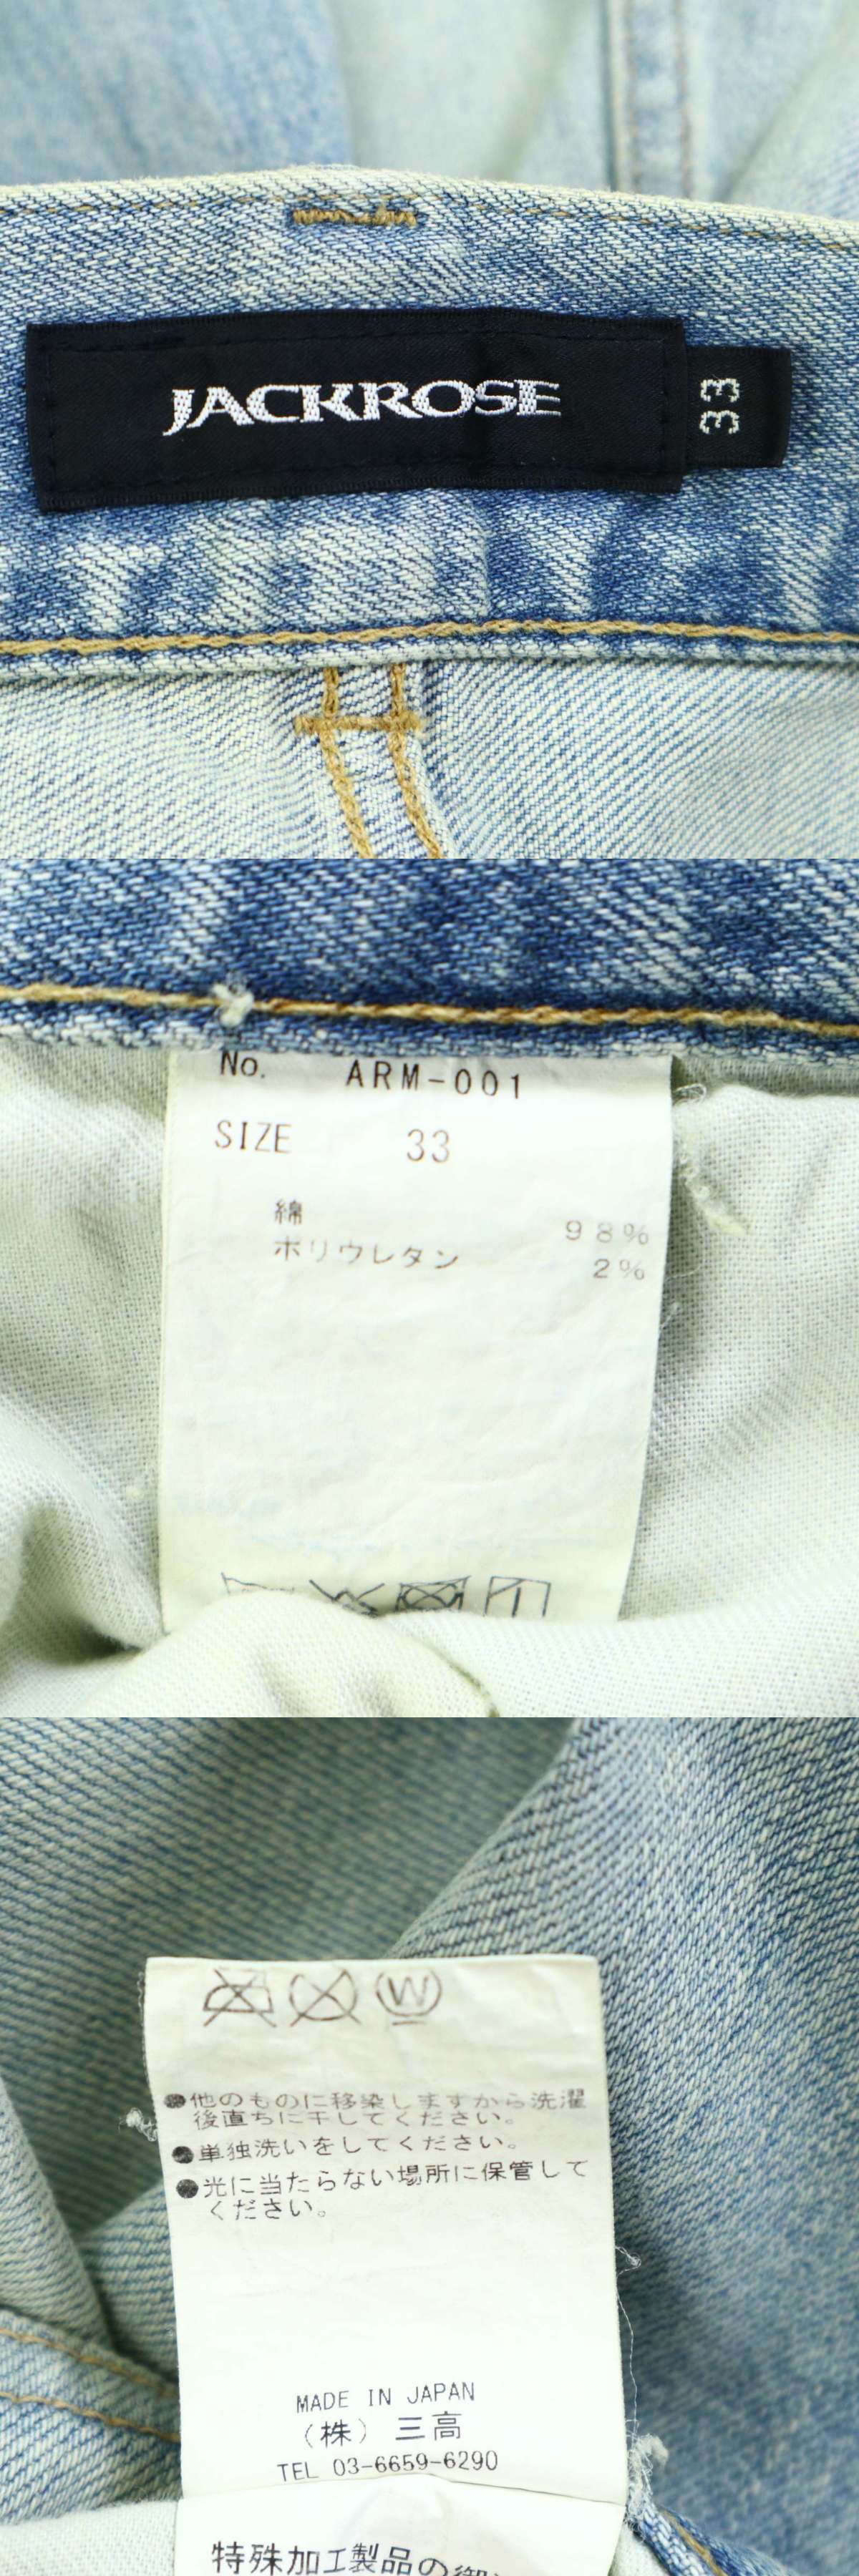 JACKROSE
33
No. ARM-001
SIZE 33
綿 98%
ポリウレタン 2%
W
●他のものに移染しますから洗濯
後直ちに干してください。
●単独洗いをしてください。
●光に当たらない場所に保管して
ください。
MADE IN JAPAN
(株) 三高
TEL 03-6659-6290
特殊加工製品の御